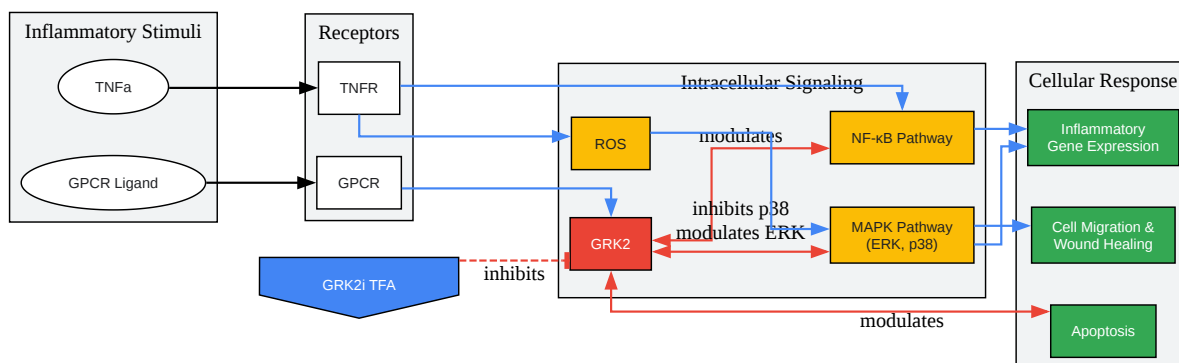 Inflammatory Stimuli
TNFa
GPCR Ligand
Receptors
TNFR
GPCR
GRK2i TFA
inhibits
Intracellular Signaling
ROS
GRK2
modulates
inhibits p38
modulates ERK
NF-κB Pathway
MAPK Pathway
(ERK, p38)
modulates
Cellular Response
Inflammatory
Gene Expression
Cell Migration &
Wound Healing
Apoptosis